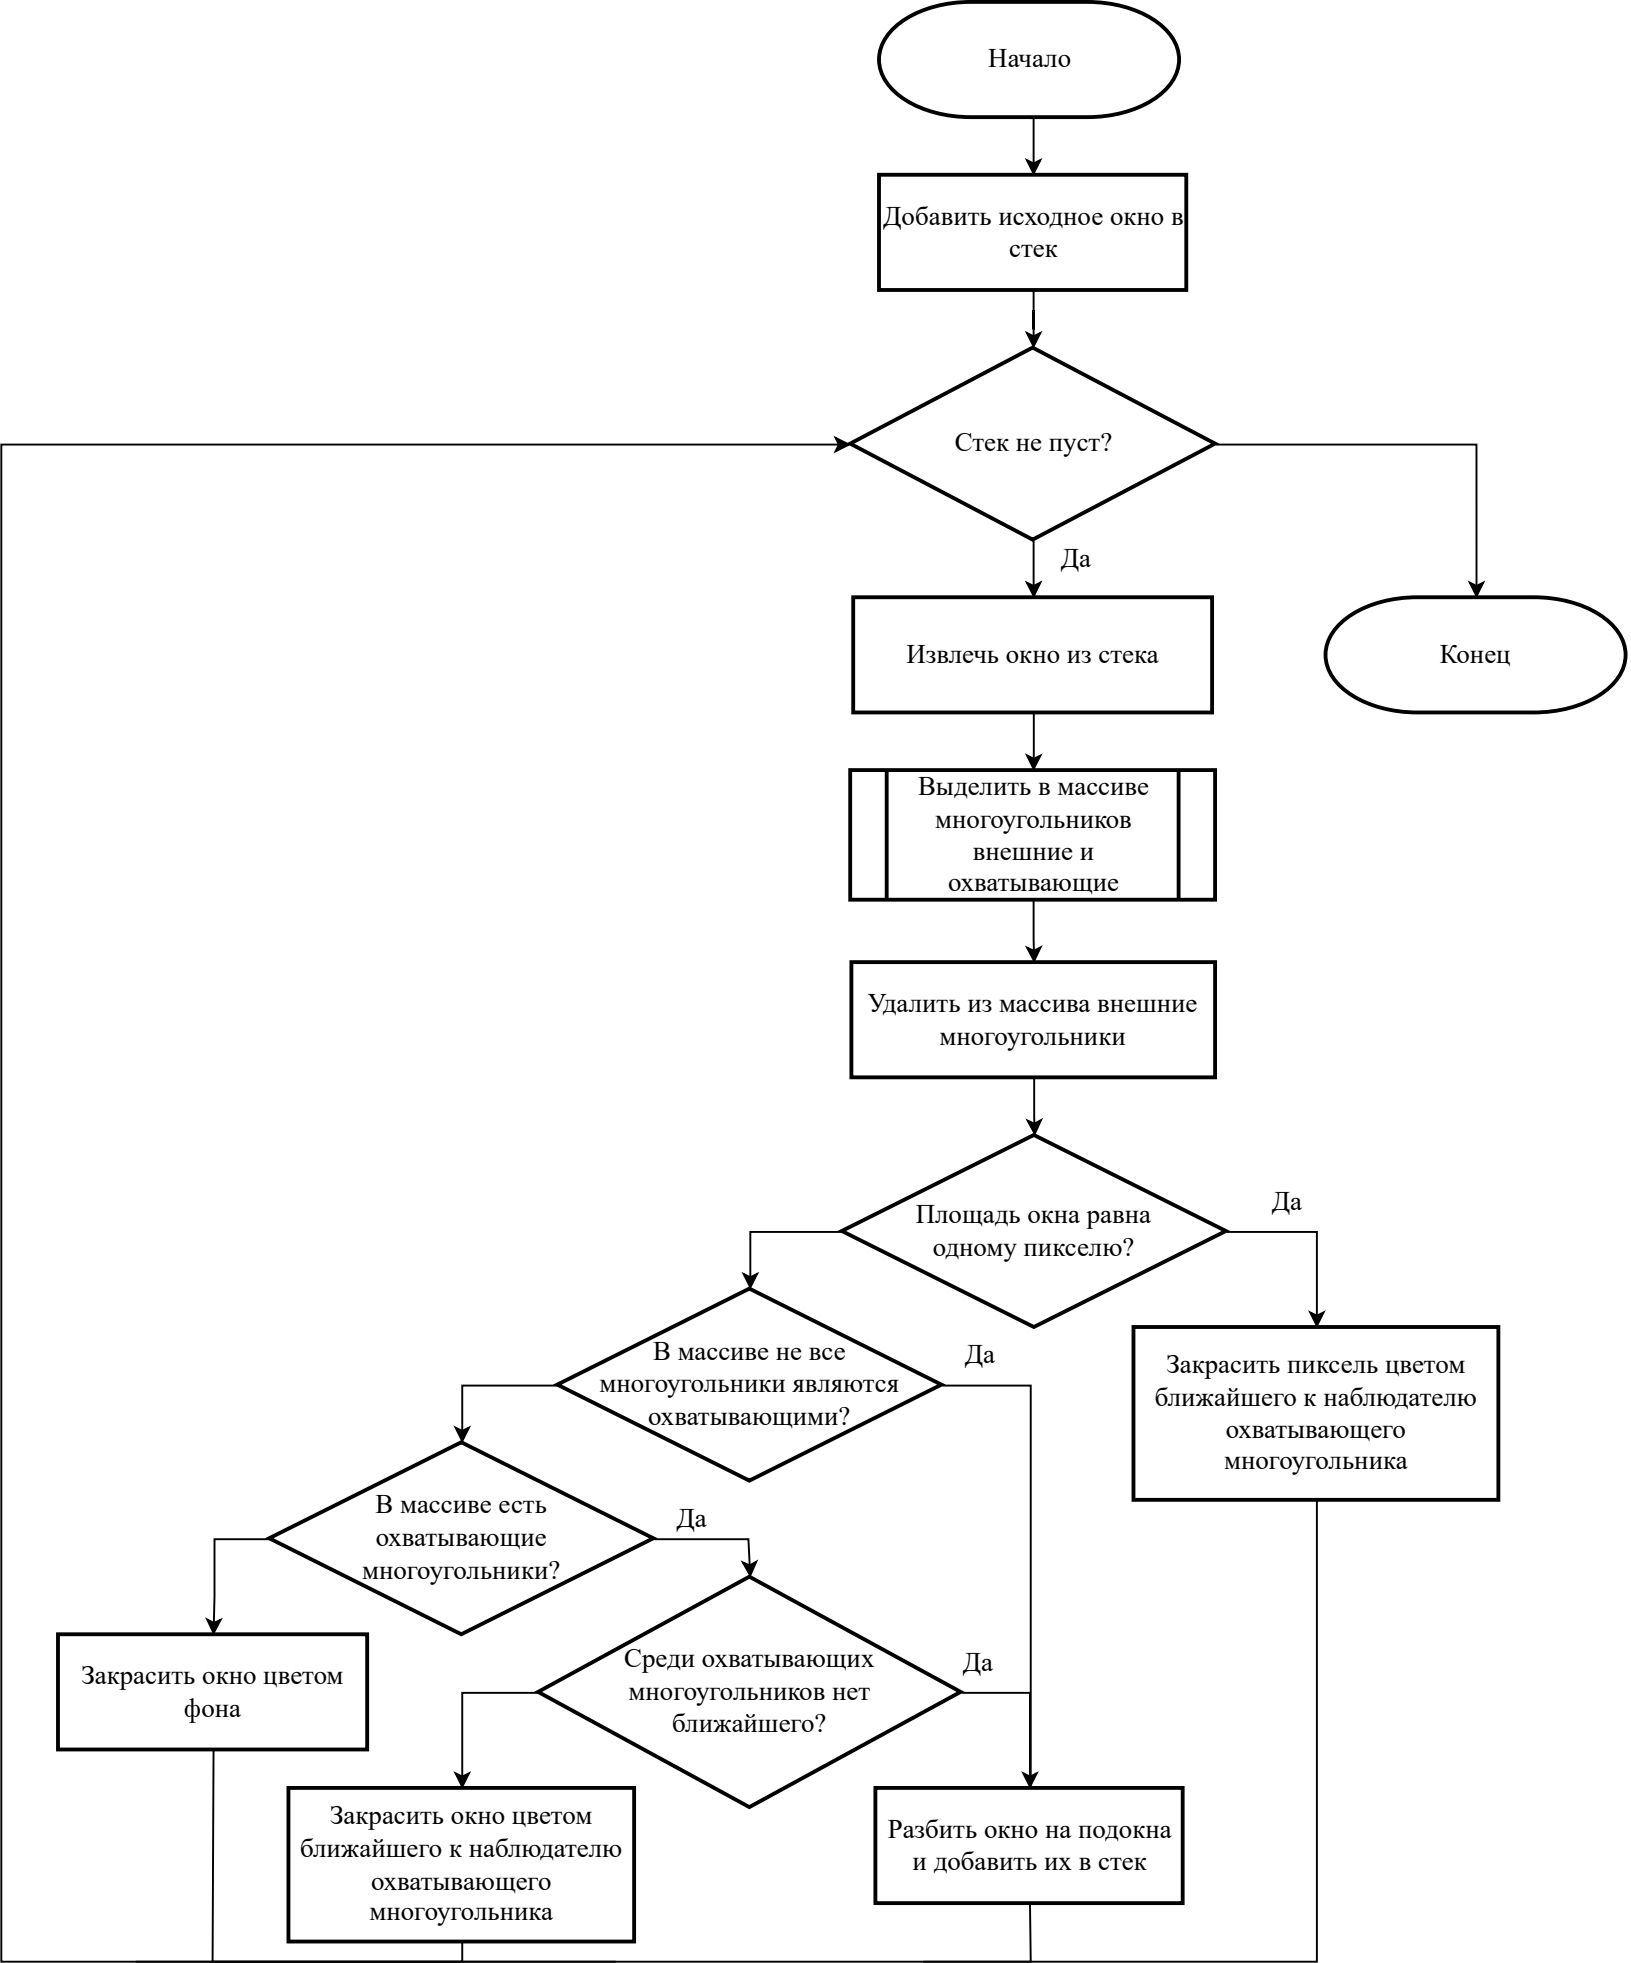 Начало
Добавить исходное окно в
стек
Стек не пуст?
Да
Извлечь окно из стека
Конец
Выделить в массиве
многоугольников
внешние и
охватывающие
Удалить из массива внешние
многоугольники
Площадь окна равна
одному пикселю?
Да
В массиве не все
многоугольники являются
охватывающими?
Да
Закрасить пиксель цветом
ближайшего к наблюдателю
охватывающего
многоугольника
В массиве есть
охватывающие
многоугольники?
Да
Среди охватывающих
многоугольников нет
ближайшего?
Да
Закрасить окно цветом
фона
Закрасить окно цветом
ближайшего к наблюдателю
охватывающего
многоугольника
Разбить окно на подокна
и добавить их в стек